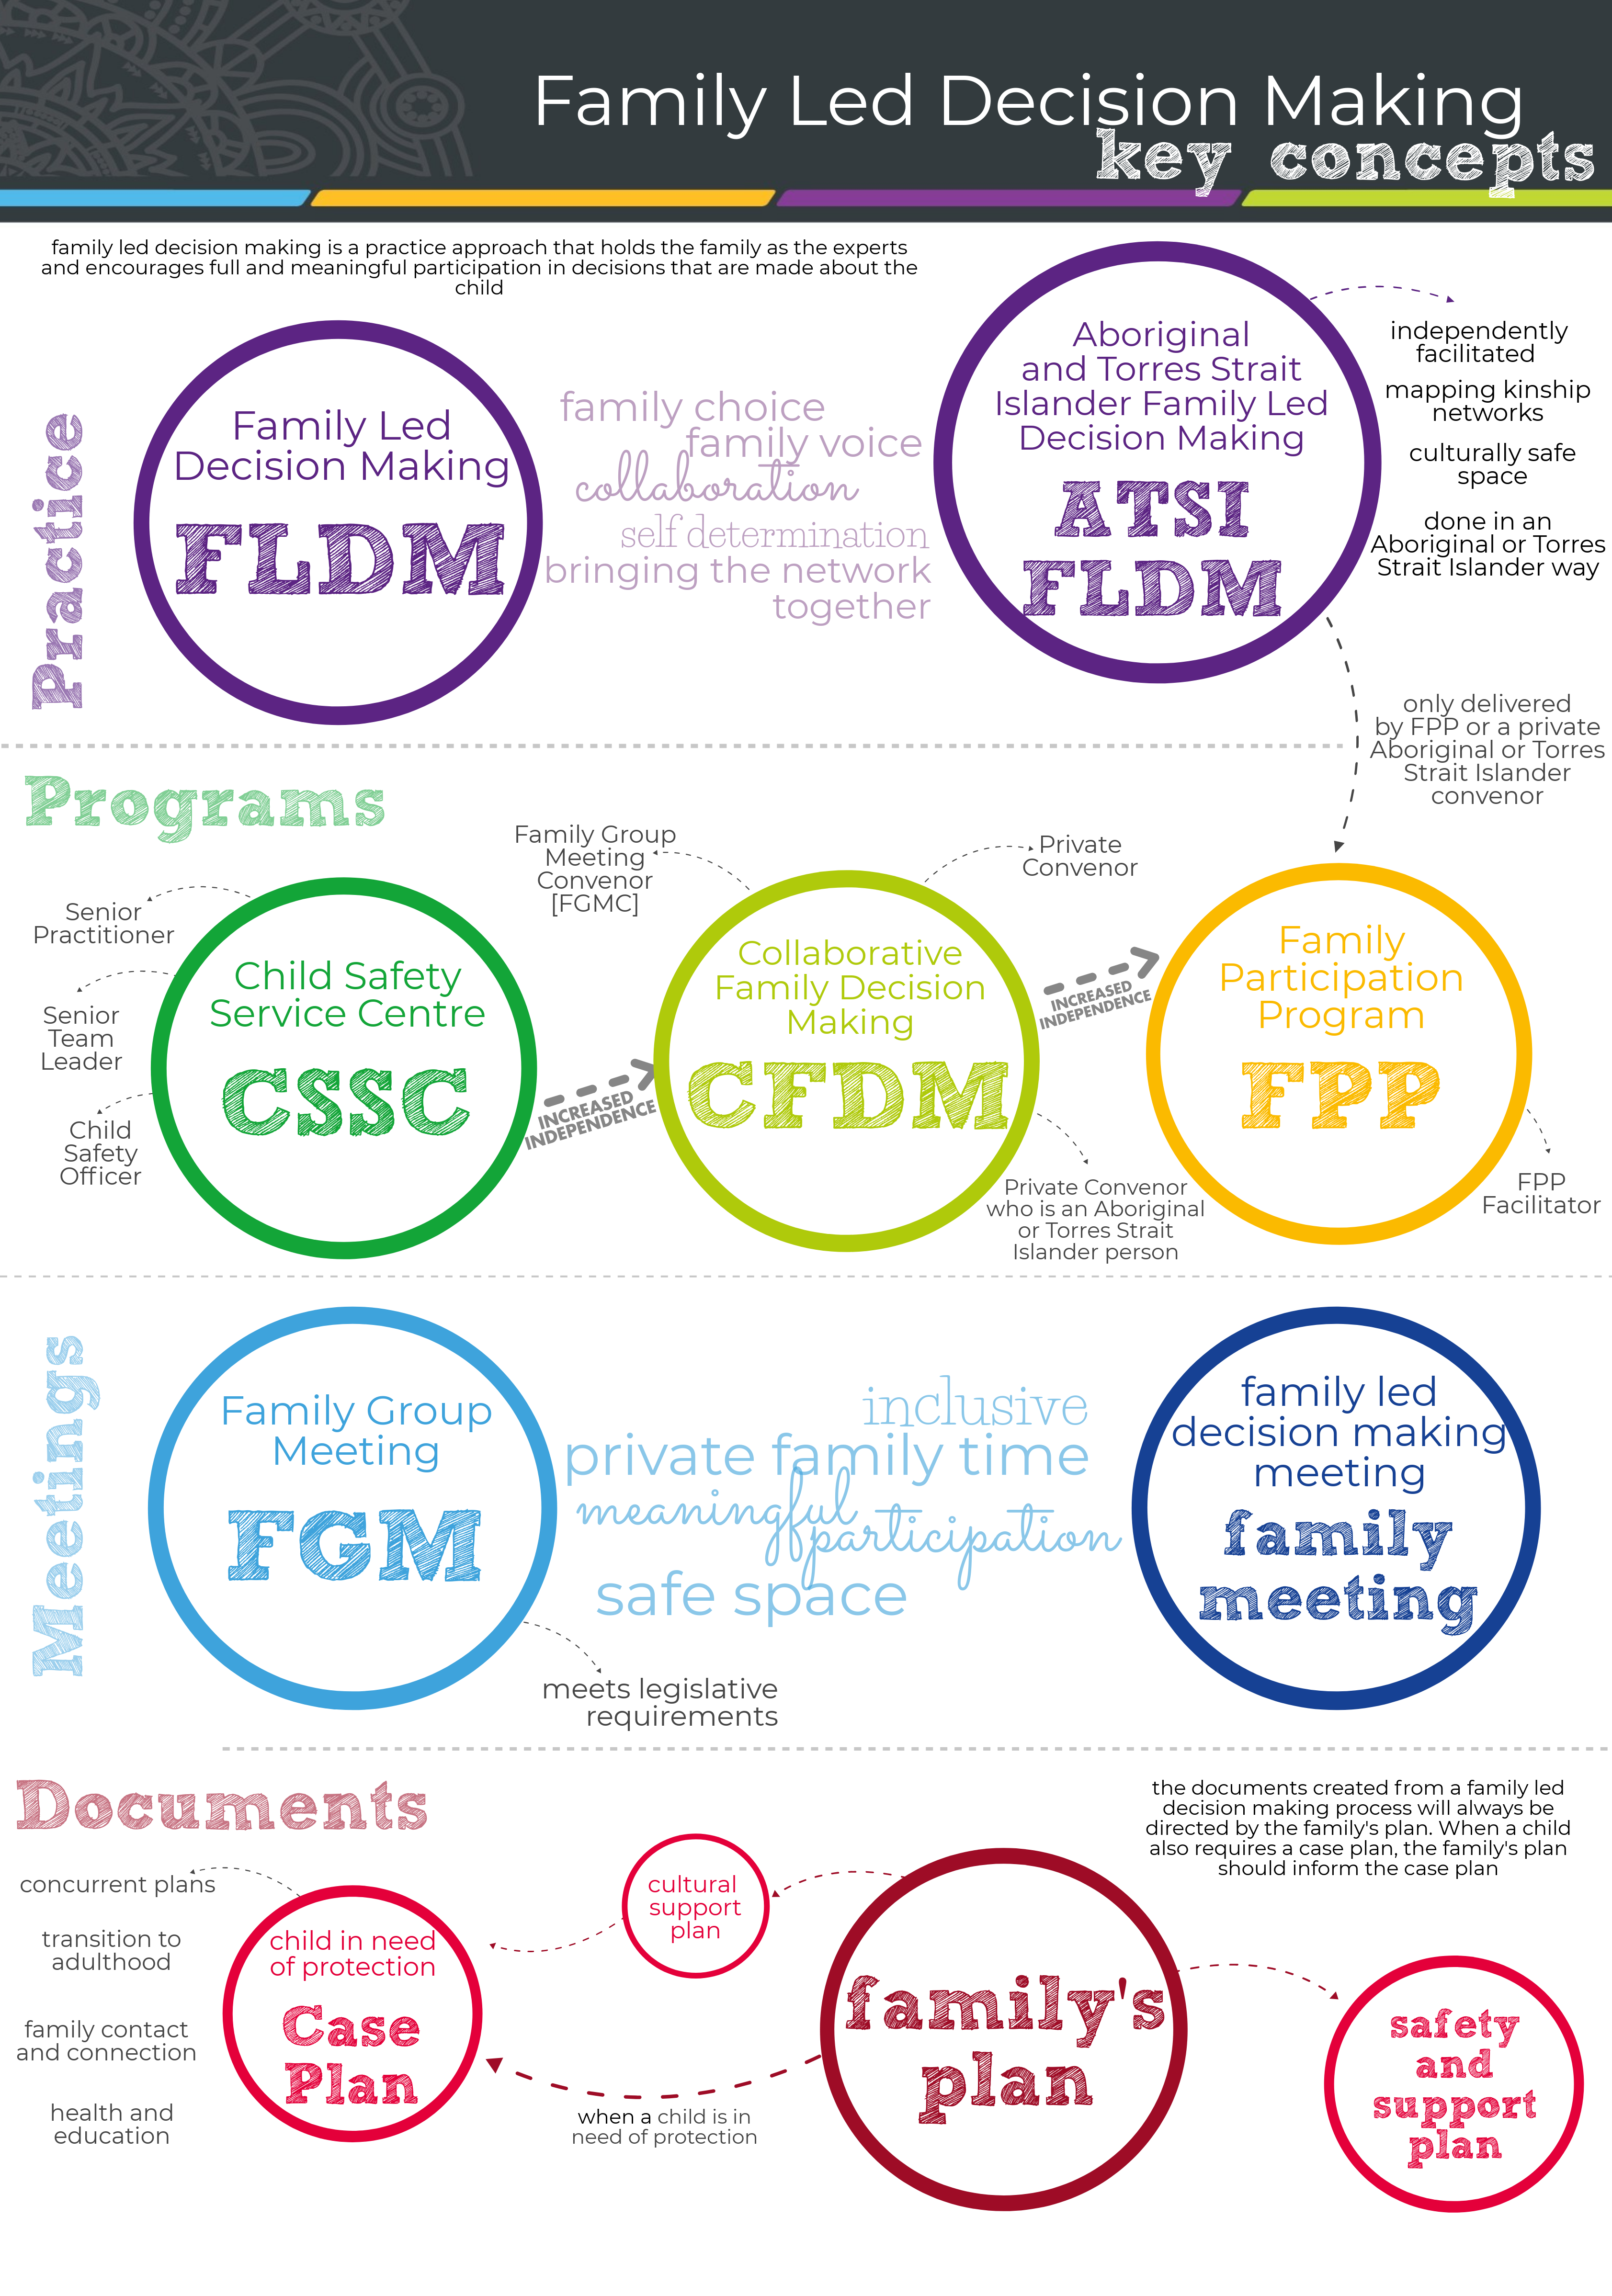 Family Led Decision Making
key concepts
family led decision making is a practice approach that holds the family as the experts
and encourages full and meaningful participation in decisions that are made about the
child
Practice
Family Led
Decision Making
FLDM
family choice
family voice
collaboration
self determination
bringing the network
together
Aboriginal
and Torres Strait
Islander Family Led
Decision Making
ATSI
FLDM
independently
facilitated
mapping kinship
networks
culturally safe
space
done in an
Aboriginal or Torres
Strait Islander way
only delivered
by FPP or a private
Aboriginal or Torres
Strait Islander
convenor
Programs
Senior
Practitioner
Senior
Team
Leader
Child
Safety
Officer
Child Safety
Service Centre
CSSC
INCREASED
INDEPENDENCE
Family Group
Meeting
Convenor
[FGMC]
Private
Convenor
Collaborative
Family Decision
Making
CFDM
Private Convenor
who is an Aboriginal
or Torres Strait
Islander person
INCREASED
INDEPENDENCE
Family
Participation
Program
FPP
FPP
Facilitator
Meetings
Family Group
Meeting
FGM
meets legislative
requirements
inclusive
private family time
meaningful
participation
safe space
family led
decision making
meeting
family
meeting
Documents
the documents created from a family led
decision making process will always be
directed by the family's plan. When a child
also requires a case plan, the family's plan
should inform the case plan
concurrent plans
transition to
adulthood
family contact
and connection
health and
education
child in need
of protection
Case
Plan
cultural
support
plan
when a child is in
need of protection
family's
plan
safety
and
support
plan